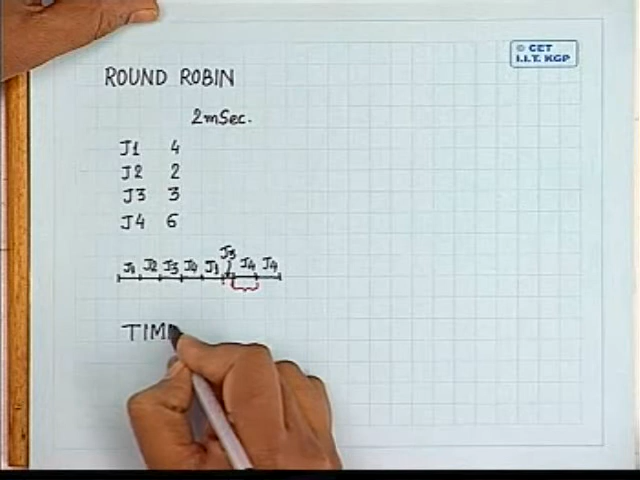 © CET
I.I.T. KGP
ROUND ROBIN
2mSec.
J1 4
J2 2
J3 3
J4 6
J3
J1 J2 J3 J4 J1 J4 J4
TIM